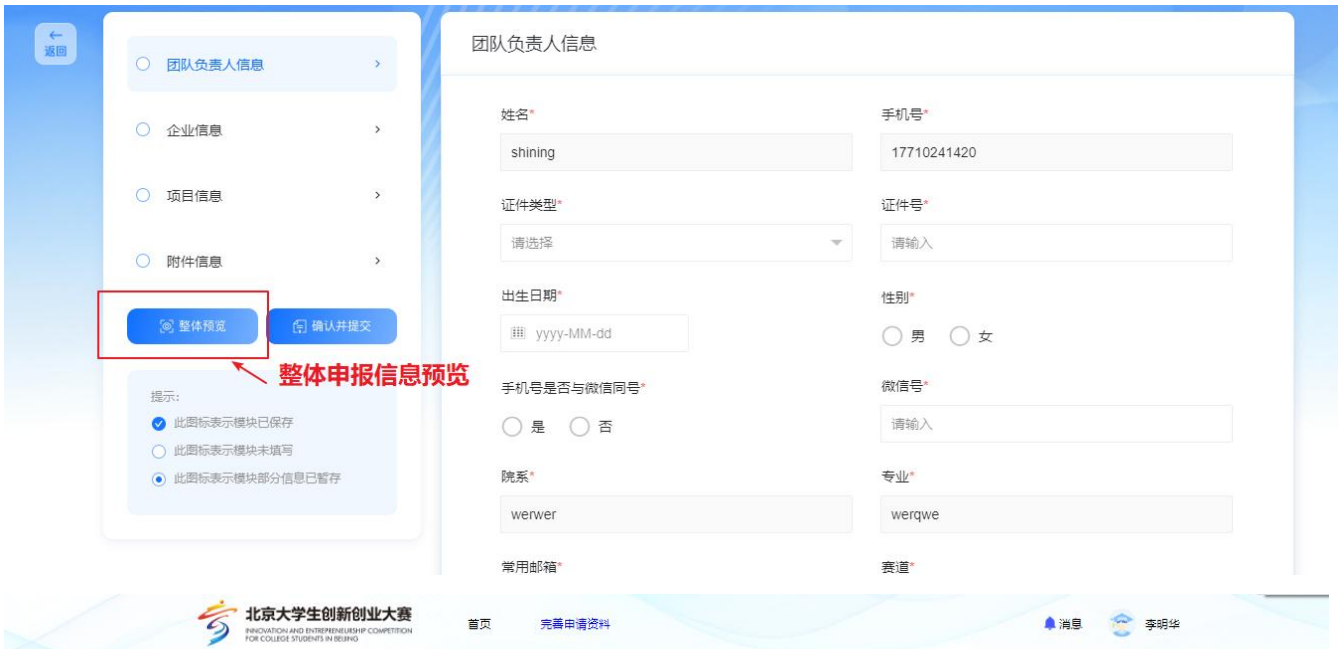 返回
团队负责人信息
企业信息
项目信息
附件信息
整体预览
确认并提交
整体申报信息预览
提示:
此图标表示模块已保存
此图标表示模块未填写
此图标表示模块部分信息已暂存
团队负责人信息
姓名*
手机号*
shining
17710241420
证件类型*
证件号*
请选择
请输入
出生日期*
性别*
yyyy-MM-dd
男 女
手机号是否与微信同号*
微信号*
是 否
请输入
院系*
专业*
werwer
werqwe
常用邮箱*
赛道*
北京大学生创新创业大赛
INNOVATION AND ENTREPRENEURSHIP COMPETITION
FOR COLLEGE STUDENTS IN BEIJING
首页
完善申请资料
消息
李明华